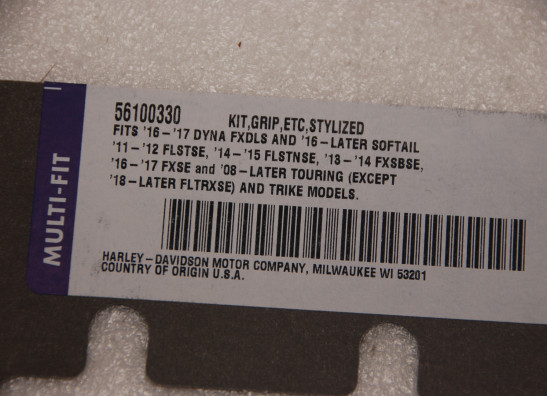 56100330 KIT,GRIP,ETC,STYLIZED
FITS '16-'17 DYNA FXDLS AND '16-LATER SOFTAIL
'11-'12 FLSTSE, '14-'15 FLSTNSE, '13-'14 FXSBSE,
'16-'17 FXSE and '08-LATER TOURING (EXCEPT
'18-LATER FLTRXSE) AND TRIKE MODELS.
HARLEY-DAVIDSON MOTOR COMPANY, MILWAUKEE WI 53201
COUNTRY OF ORIGIN U.S.A.
MULTI-FIT